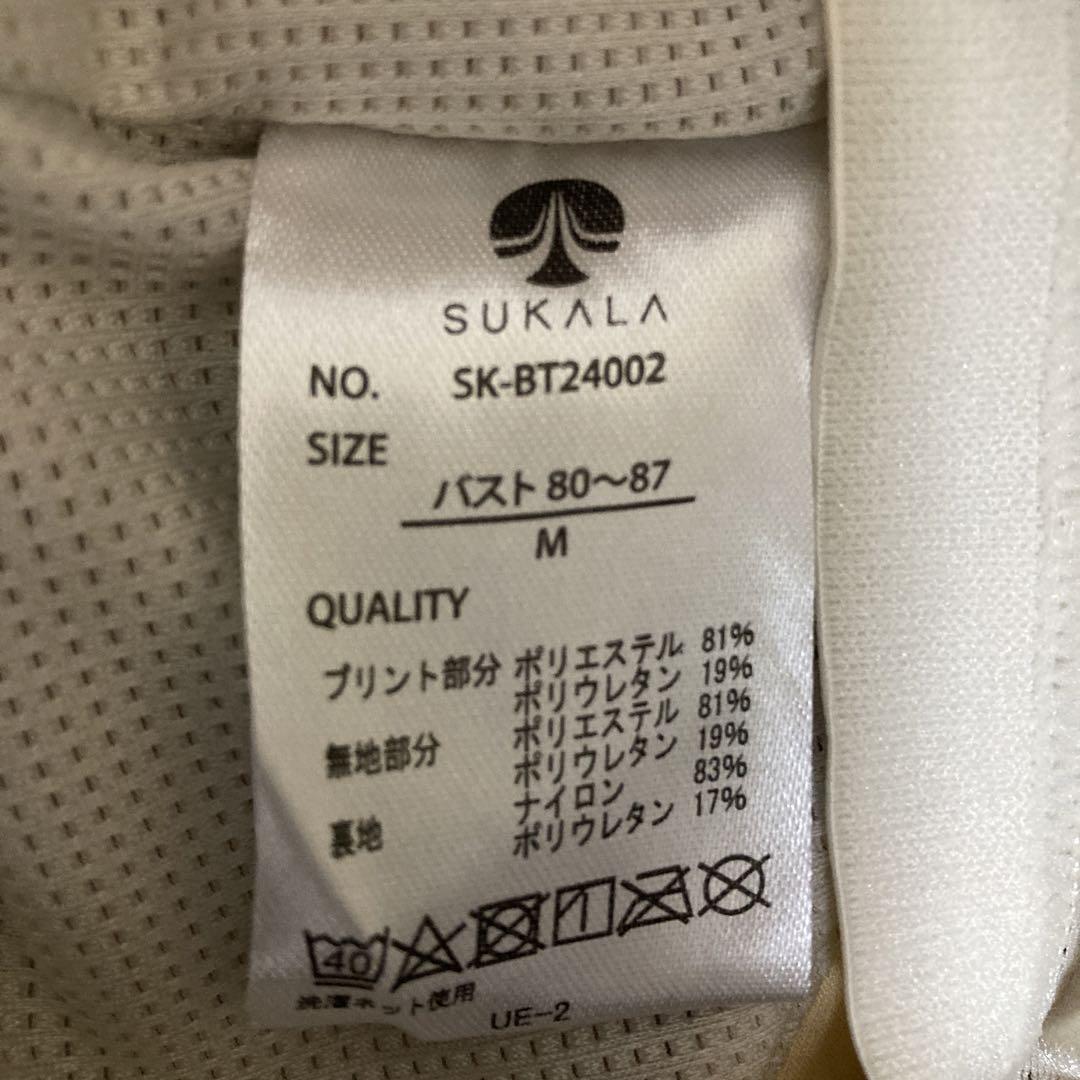 SUKALA
NO. SK-BT24002
SIZE
バスト 80〜87
M
QUALITY
プリント部分 ポリエステル 81%
ポリウレタン 19%
無地部分 ポリエステル 81%
ポリウレタン 19%
裏地 ナイロン 83%
ポリウレタン 17%
40
洗濯ネット使用
UE-2